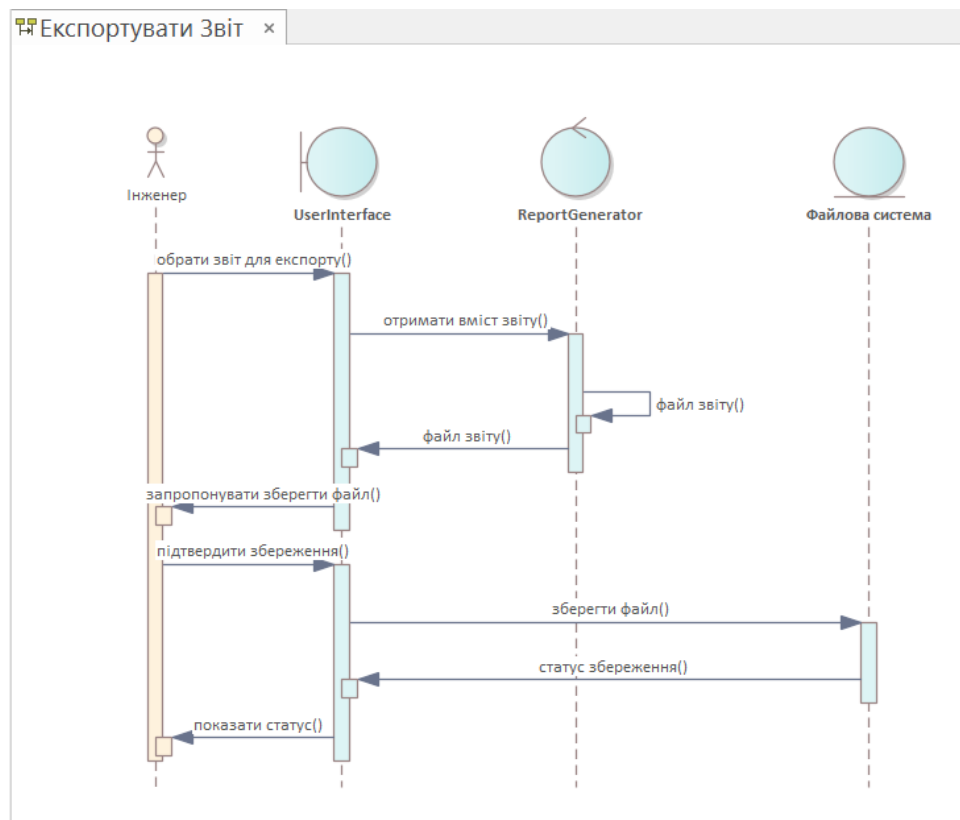 Експортувати Звіт ×
Інженер
UserInterface
ReportGenerator
Файлова система
обрати звіт для експорту()
отримати вміст звіту()
файл звіту()
файл звіту()
запропонувати зберегти файл()
підтвердити збереження()
зберегти файл()
статус збереження()
показати статус()